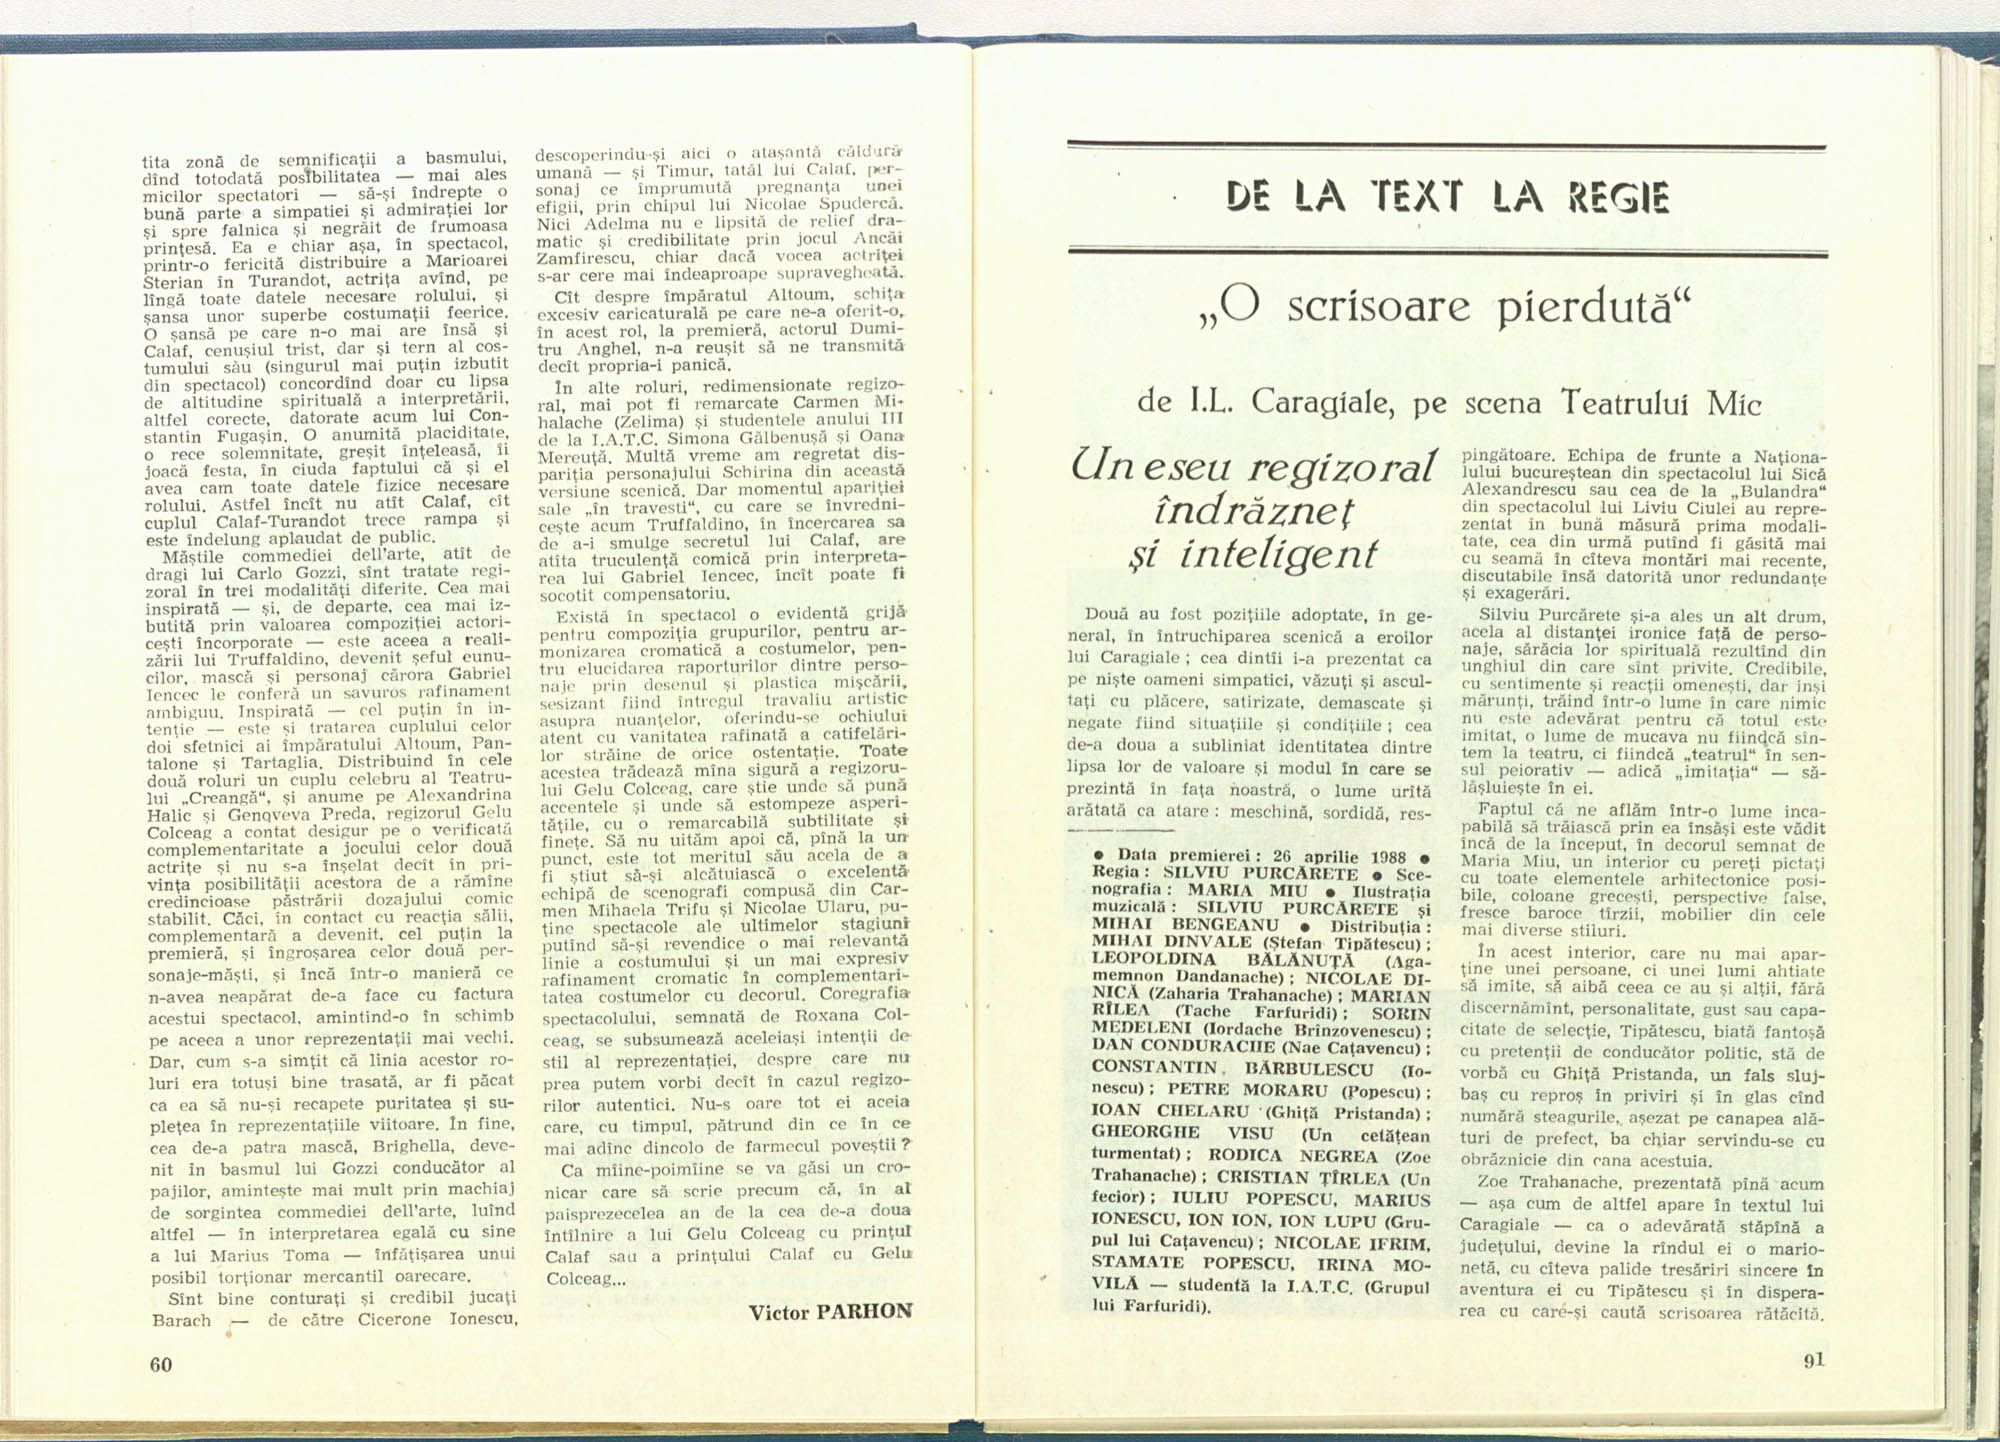 tita zonă de semnificații a basmului,
dînd totodată posibilitatea — mai ales
micilor spectatori — să-și îndrepte o
bună parte a simpatiei și admirației lor
și spre falnica și negrăit de frumoasa
prințesă. Ea e chiar așa, în spectacol,
printr-o fericită distribuire a Marioarei
Sterian în Turandot, actrița avînd, pe
lîngă toate datele necesare rolului, și
șansa unor superbe costumații feerice.
O șansă pe care n-o mai are însă și
Calaf, cenușiul trist, dar și tern al cos-
tumului său (singurul mai puțin izbutit
din spectacol) concordînd doar cu lipsa
de altitudine spirituală a interpretării,
altfel corecte, datorate acum lui Con-
stantin Fugașin. O anumită placiditate,
o rece solemnitate, greșit înțeleasă, îi
joacă festa, în ciuda faptului că și el
avea cam toate datele fizice necesare
rolului. Astfel încît nu atît Calaf, cît
cuplul Calaf-Turandot trece rampa și
este îndelung aplaudat de public.
Măștile commediei dell'arte, atît de
dragi lui Carlo Gozzi, sînt tratate regi-
zoral în trei modalități diferite. Cea mai
inspirată — și, de departe, cea mai iz-
butită prin valoarea compoziției actori-
cești încorporate — este aceea a reali-
zării lui Truffaldino, devenit șeful eunu-
cilor, mască și personaj cărora Gabriel
Iencec le conferă un savuros rafinament
ambiguu. Inspirată — cel puțin în in-
tenție — este și tratarea cuplului celor
doi sfetnici ai împăratului Altoum, Pan-
talone și Tartaglia. Distribuind în cele
două roluri un cuplu celebru al Teatru-
lui „Creangă“, și anume pe Alexandrina
Halic și Genoveva Preda, regizorul Gelu
Colceag a contat desigur pe o verificată
complementaritate a jocului celor două
actrițe și nu s-a înșelat decît în pri-
vința posibilității acestora de a rămîne
credincioase păstrării dozajului comic
stabilit. Căci, în contact cu reacția sălii,
complementară a devenit, cel puțin la
premieră, și îngroșarea celor două per-
sonaje-măști, și încă într-o manieră ce
n-avea neapărat de-a face cu factura
acestui spectacol, amintind-o în schimb
pe aceea a unor reprezentații mai vechi.
Dar, cum s-a simțit că linia acestor ro-
luri era totuși bine trasată, ar fi păcat
ca ea să nu-și recapete puritatea și su-
plețea în reprezentațiile viitoare. În fine,
cea de-a patra mască, Brighella, deve-
nit în basmul lui Gozzi conducător al
pajilor, amintește mai mult prin machiaj
de sorgintea commediei dell'arte, luînd
altfel — în interpretarea egală cu sine
a lui Marius Toma — înfățișarea unui
posibil torționar mercantil oarecare.
Sînt bine conturați și credibil jucați
Barach — de către Cicerone Ionescu,
60
descoperindu-și aici o atașantă căldură
umană — și Timur, tatăl lui Calaf, per-
sonaj ce împrumută pregnanța unei
efigii, prin chipul lui Nicolae Spudercă.
Nici Adelma nu e lipsită de relief dra-
matic și credibilitate prin jocul Ancăi
Zamfirescu, chiar dacă vocea actriței
s-ar cere mai îndeaproape supravegheată.
Cît despre împăratul Altoum, schița
excesiv caricaturală pe care ne-a oferit-o,
în acest rol, la premieră, actorul Dumi-
tru Anghel, n-a reușit să ne transmită
decît propria-i panică.
În alte roluri, redimensionate regizo-
ral, mai pot fi remarcate Carmen Mi-
halache (Zelima) și studentele anului III
de la I.A.T.C. Simona Gălbenușă și Oana
Mereuță. Multă vreme am regretat dis-
pariția personajului Schirina din această
versiune scenică. Dar momentul apariției
sale „în travesti“, cu care se învredni-
cește acum Truffaldino, în încercarea sa
de a-i smulge secretul lui Calaf, are
atîta truculență comică prin interpreta-
rea lui Gabriel Iencec, încît poate fi
socotit compensatoriu.
Există în spectacol o evidentă grijă
pentru compoziția grupurilor, pentru ar-
monizarea cromatică a costumelor, pen-
tru elucidarea raporturilor dintre perso-
naje prin desenul și plastica mișcării,
sesizant fiind întregul travaliu artistic
asupra nuanțelor, oferindu-se ochiului
atent cu vanitatea rafinată a catifelări-
lor străine de orice ostentație. Toate
acestea trădează mîna sigură a regizoru-
lui Gelu Colceag, care știe unde să pună
accentele și unde să estompeze asperi-
tățile, cu o remarcabilă subtilitate și
finețe. Să nu uităm apoi că, pînă la un
punct, este tot meritul său acela de a
fi știut să-și alcătuiască o excelentă
echipă de scenografi compusă din Car-
men Mihaela Trifu și Nicolae Ularu, pu-
ține spectacole ale ultimelor stagiuni
putînd să-și revendice o mai relevantă
linie a costumului și un mai expresiv
rafinament cromatic în complementari-
tatea costumelor cu decorul. Coregrafia
spectacolului, semnată de Roxana Col-
ceag, se subsumează aceleiași intenții de
stil al reprezentației, despre care nu
prea putem vorbi decît în cazul regizo-
rilor autentici. Nu-s oare tot ei aceia
care, cu timpul, pătrund din ce în ce
mai adînc dincolo de farmecul poveștii ?
Ca mîine-poimîine se va găsi un cro-
nicar care să scrie precum că, în al
paisprezecelea an de la cea de-a doua
întîlnire a lui Gelu Colceag cu prințul
Calaf sau a prințului Calaf cu Gelu
Colceag...
Victor PARHON
DE LA TEXT LA REGIE
„O scrisoare pierdută“
de I.L. Caragiale, pe scena Teatrului Mic
Un eseu regizoral
îndrăzneț
și inteligent
Două au fost pozițiile adoptate, în ge-
neral, în întruchiparea scenică a eroilor
lui Caragiale ; cea dintîi i-a prezentat ca
pe niște oameni simpatici, văzuți și ascul-
tați cu plăcere, satirizate, demascate și
negate fiind situațiile și condițiile ; cea
de-a doua a subliniat identitatea dintre
lipsa lor de valoare și modul în care se
prezintă în fața noastră, o lume urîtă
arătată ca atare : meschină, sordidă, res-
● Data premierei : 26 aprilie 1988 ●
Regia : SILVIU PURCĂRETE ● Sce-
nografia : MARIA MIU ● Ilustrația
muzicală : SILVIU PURCĂRETE și
MIHAI BENGEANU ● Distribuția :
MIHAI DINVALE (Ștefan Tipătescu) ;
LEOPOLDINA BĂLĂNUȚĂ (Aga-
memnon Dandanache) ; NICOLAE DI-
NICĂ (Zaharia Trahanache) ; MARIAN
RÎLEA (Tache Farfuridi) ; SORIN
MEDELENI (Iordache Brînzovenescu) ;
DAN CONDURACHE (Nae Cațavencu) ;
CONSTANTIN BĂRBULESCU (Io-
nescu) ; PETRE MORARU (Popescu) ;
IOAN CHELARU (Ghiță Pristanda) ;
GHEORGHE VISU (Un cetățean
turmentat) ; RODICA NEGREA (Zoe
Trahanache) ; CRISTIAN ȚÎRLEA (Un
fecior) ; IULIU POPESCU, MARIUS
IONESCU, ION ION, ION LUPU (Gru-
pul lui Cațavencu) ; NICOLAE IFRIM,
STAMATE POPESCU, IRINA MO-
VILĂ — studentă la I.A.T.C. (Grupul
lui Farfuridi).
pingătoare. Echipa de frunte a Naționa-
lului bucureștean din spectacolul lui Sică
Alexandrescu sau cea de la „Bulandra“
din spectacolul lui Liviu Ciulei au repre-
zentat în bună măsură prima modali-
tate, cea din urmă putînd fi găsită mai
cu seamă în cîteva montări mai recente,
discutabile însă datorită unor redundanțe
și exagerări.
Silviu Purcărete și-a ales un alt drum,
acela al distanței ironice față de perso-
naje, sărăcia lor spirituală rezultînd din
unghiul din care sînt privite. Credibile,
cu sentimente și reacții omenești, dar inși
mărunți, trăind într-o lume în care nimic
nu este adevărat pentru că totul este
imitat, o lume de mucava nu fiindcă sîn-
tem la teatru, ci fiindcă „teatrul“ în sen-
sul peiorativ — adică „imitația“ — să-
lășluiește în ei.
Faptul că ne aflăm într-o lume inca-
pabilă să trăiască prin ea însăși este vădit
încă de la început, în decorul semnat de
Maria Miu, un interior cu pereți pictați
cu toate elementele arhitectonice posi-
bile, coloane grecești, perspective false,
fresce baroce tîrzii, mobilier din cele
mai diverse stiluri.
În acest interior, care nu mai apar-
ține unei persoane, ci unei lumi ahtiate
să imite, să aibă ceea ce au și alții, fără
discernămînt, personalitate, gust sau capa-
citate de selecție, Tipătescu, biată fantoșă
cu pretenții de conducător politic, stă de
vorbă cu Ghiță Pristanda, un fals sluj-
baș cu reproș în priviri și în glas cînd
numără steagurile, așezat pe canapea ală-
turi de prefect, ba chiar servindu-se cu
obrăznicie din cana acestuia.
Zoe Trahanache, prezentată pînă acum
— așa cum de altfel apare în textul lui
Caragiale — ca o adevărată stăpînă a
județului, devine la rîndul ei o mario-
netă, cu cîteva palide tresăriri sincere în
aventura ei cu Tipătescu și în dispera-
rea cu care-și caută scrisoarea rătăcită.
91